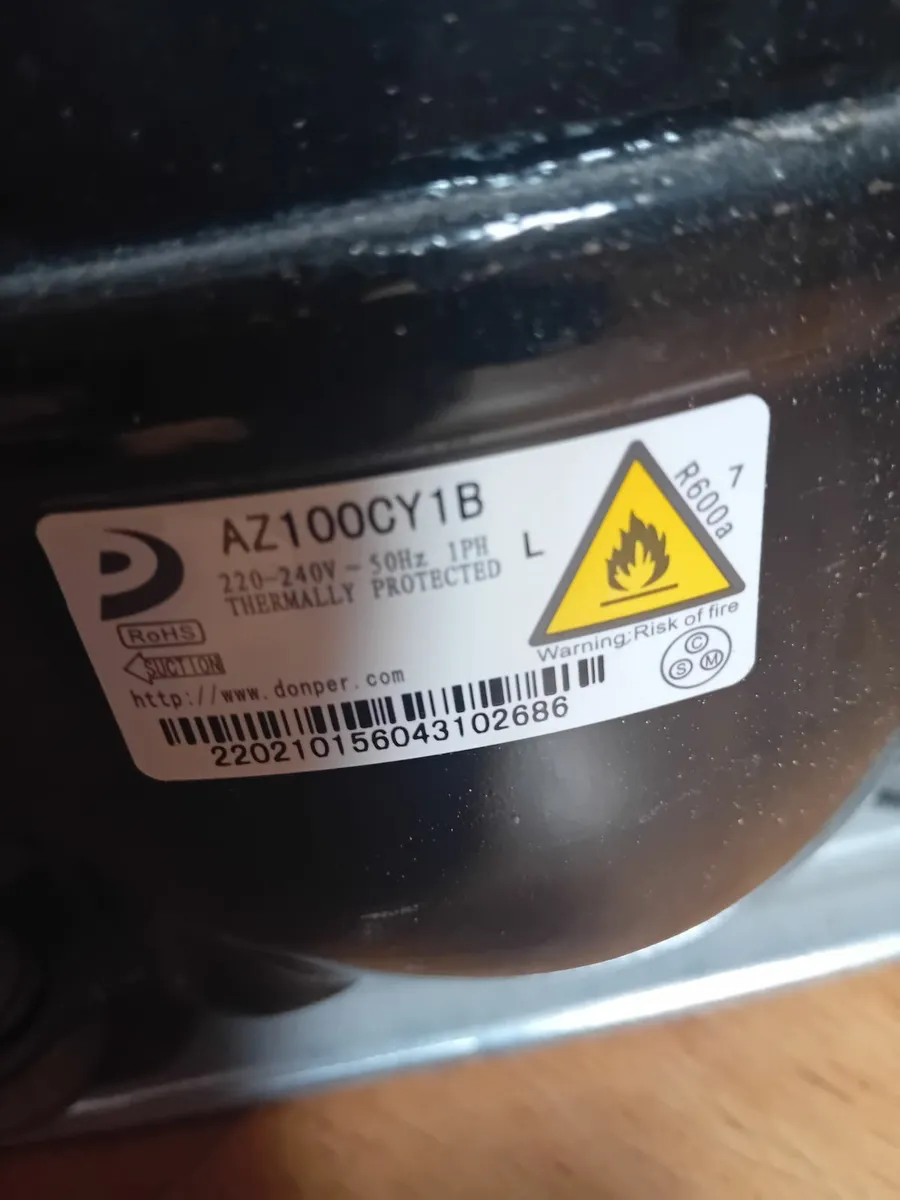 AZ100CY1B
220-240V ~ 50Hz 1PH
THERMALLY PROTECTED
L
R600a
7
Warning:Risk of fire
RoHS
SUCTION
http://www.donper.com
C
S M
220210156043102686